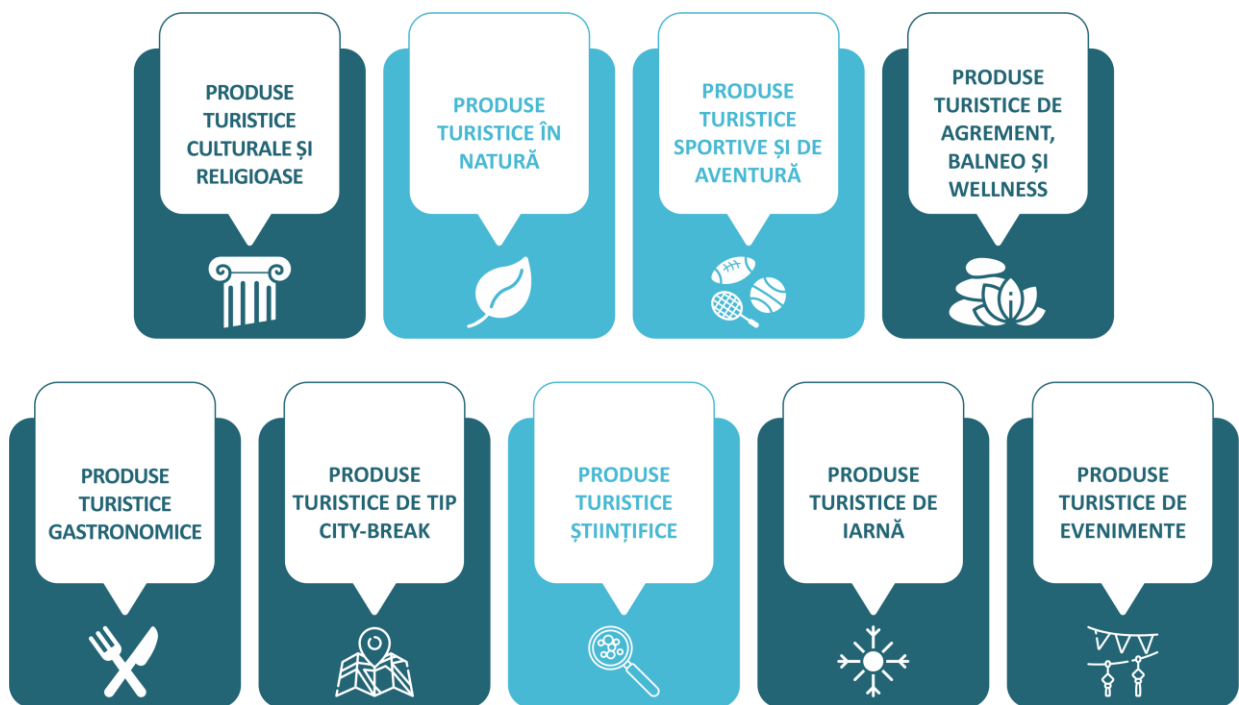 PRODUSE
TURISTICE
CULTURALE ȘI
RELIGIOASE
PRODUSE
TURISTICE ÎN
NATURĂ
PRODUSE
TURISTICE
SPORTIVE ȘI DE
AVENTURĂ
PRODUSE
TURISTICE DE
AGREMENT,
BALNEO ȘI
WELLNESS
PRODUSE
TURISTICE
GASTRONOMICE
PRODUSE
TURISTICE DE TIP
CITY-BREAK
PRODUSE
TURISTICE
ȘTIINȚIFICE
PRODUSE
TURISTICE DE
IARNĂ
PRODUSE
TURISTICE DE
EVENIMENTE